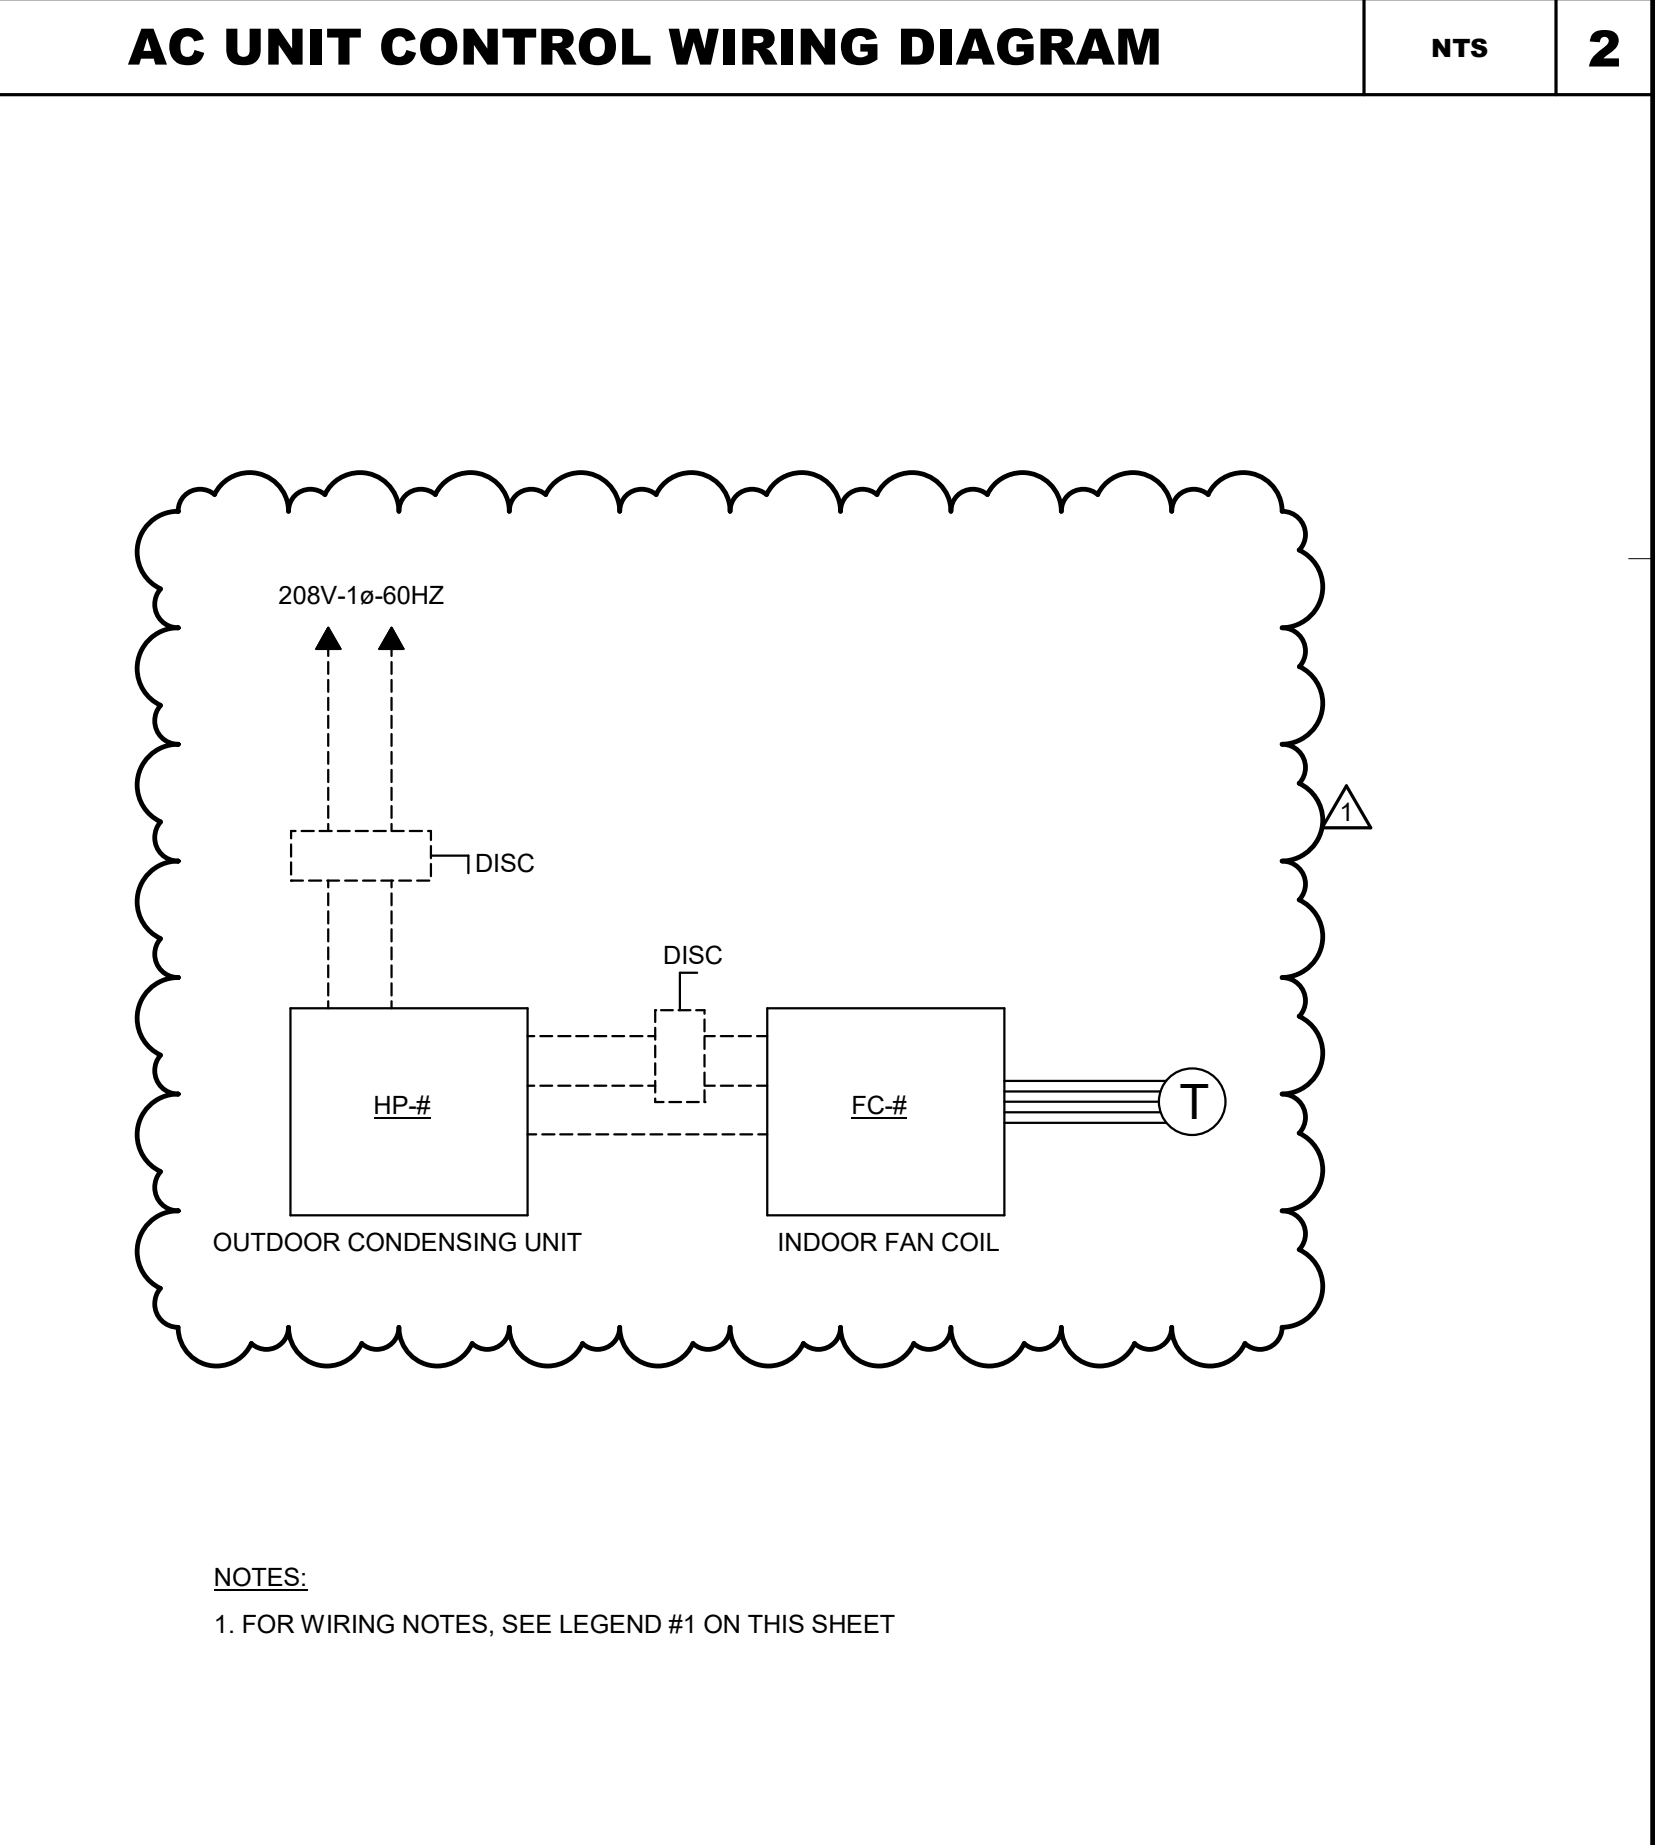 AC UNIT CONTROL WIRING DIAGRAM
NTS
2
208V-1ø-60HZ
DISC
DISC
1
HP-#
FC-#
T
OUTDOOR CONDENSING UNIT
INDOOR FAN COIL
NOTES:
1. FOR WIRING NOTES, SEE LEGEND #1 ON THIS SHEET